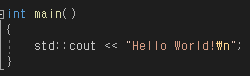 int main()
{
    std::cout << "Hello World!₩n";
}